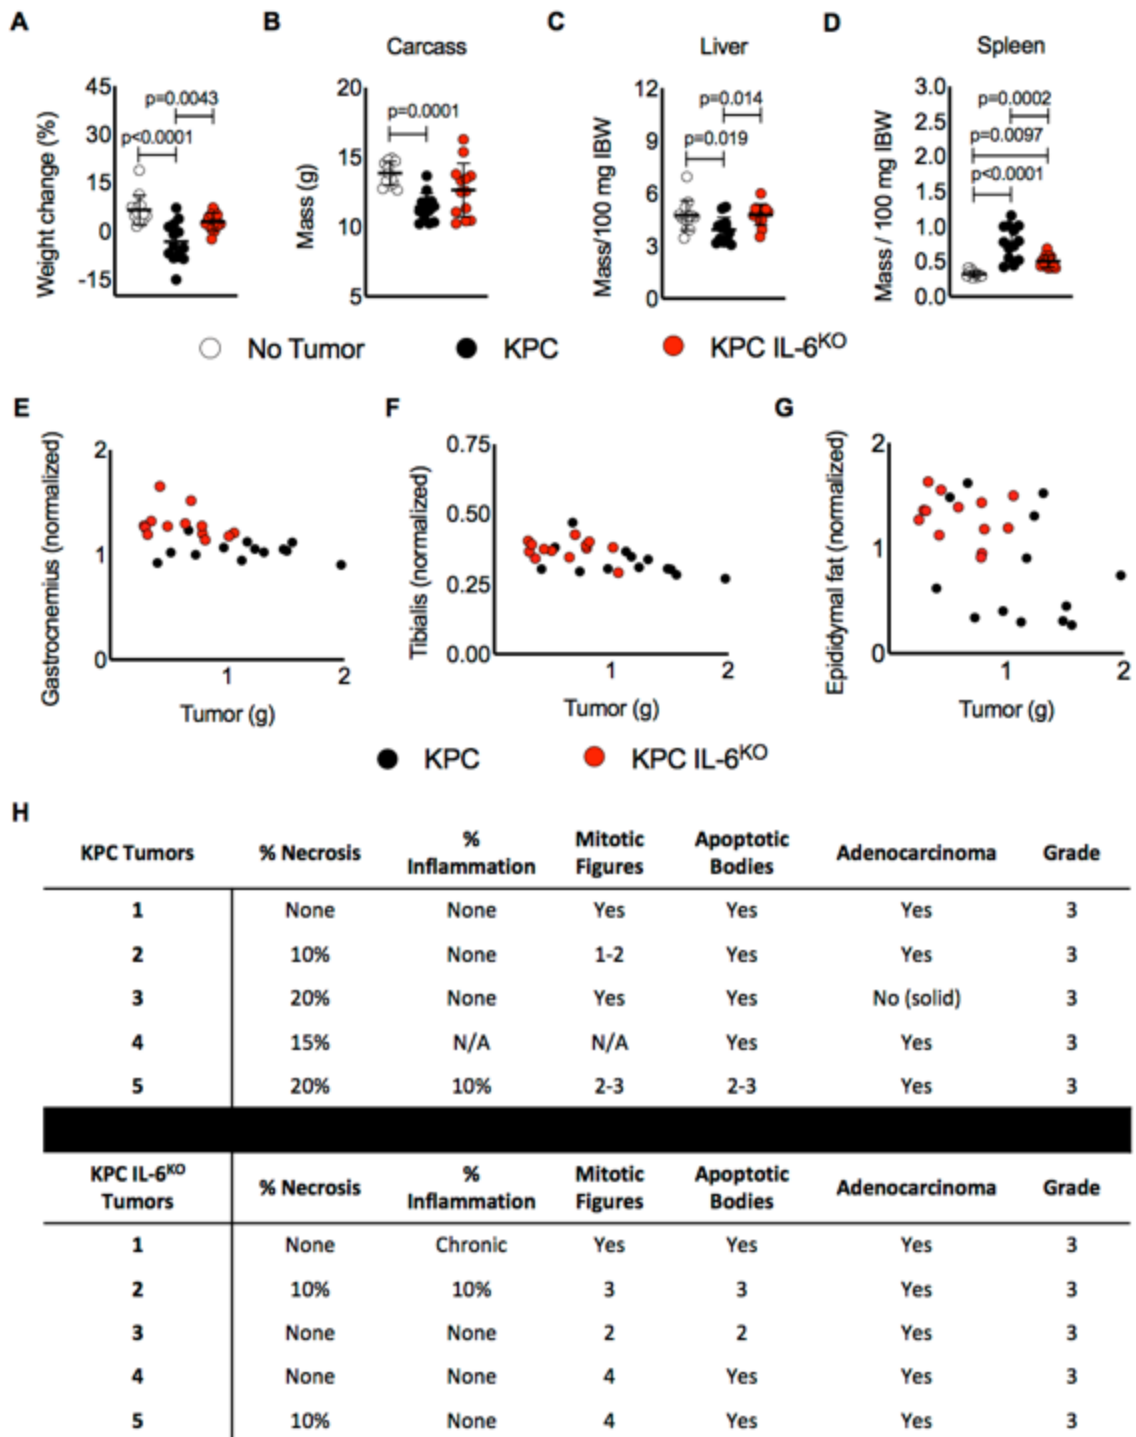 A
B
C
D
Carcass
Liver
Spleen
Weight change (%)
45
30
15
0
-15
p=0.0043
p<0.0001
Mass (g)
20
15
10
5
p=0.0001
Mass/100 mg IBW
12
9
6
3
0
p=0.014
p=0.019
Mass / 100 mg IBW
3.0
2.5
2.0
1.5
1.0
0.5
0.0
p=0.0002
p=0.0097
p<0.0001
No Tumor
KPC
KPC IL-6KO
E
F
G
Gastrocnemius (normalized)
2
1
0
1
2
Tumor (g)
Tibialis (normalized)
0.75
0.50
0.25
0.00
1
2
Tumor (g)
Epididymal fat (normalized)
2
1
0
1
2
Tumor (g)
KPC
KPC IL-6KO
H
KPC Tumors % Necrosis % Inflammation Mitotic Figures Apoptotic Bodies Adenocarcinoma Grade
1 None None Yes Yes Yes 3
2 10% None 1-2 Yes Yes 3
3 20% None Yes Yes No (solid) 3
4 15% N/A N/A Yes Yes 3
5 20% 10% 2-3 2-3 Yes 3
KPC IL-6KO Tumors % Necrosis % Inflammation Mitotic Figures Apoptotic Bodies Adenocarcinoma Grade
1 None Chronic Yes Yes Yes 3
2 10% 10% 3 3 Yes 3
3 None None 2 2 Yes 3
4 None None 4 Yes Yes 3
5 10% None 4 Yes Yes 3